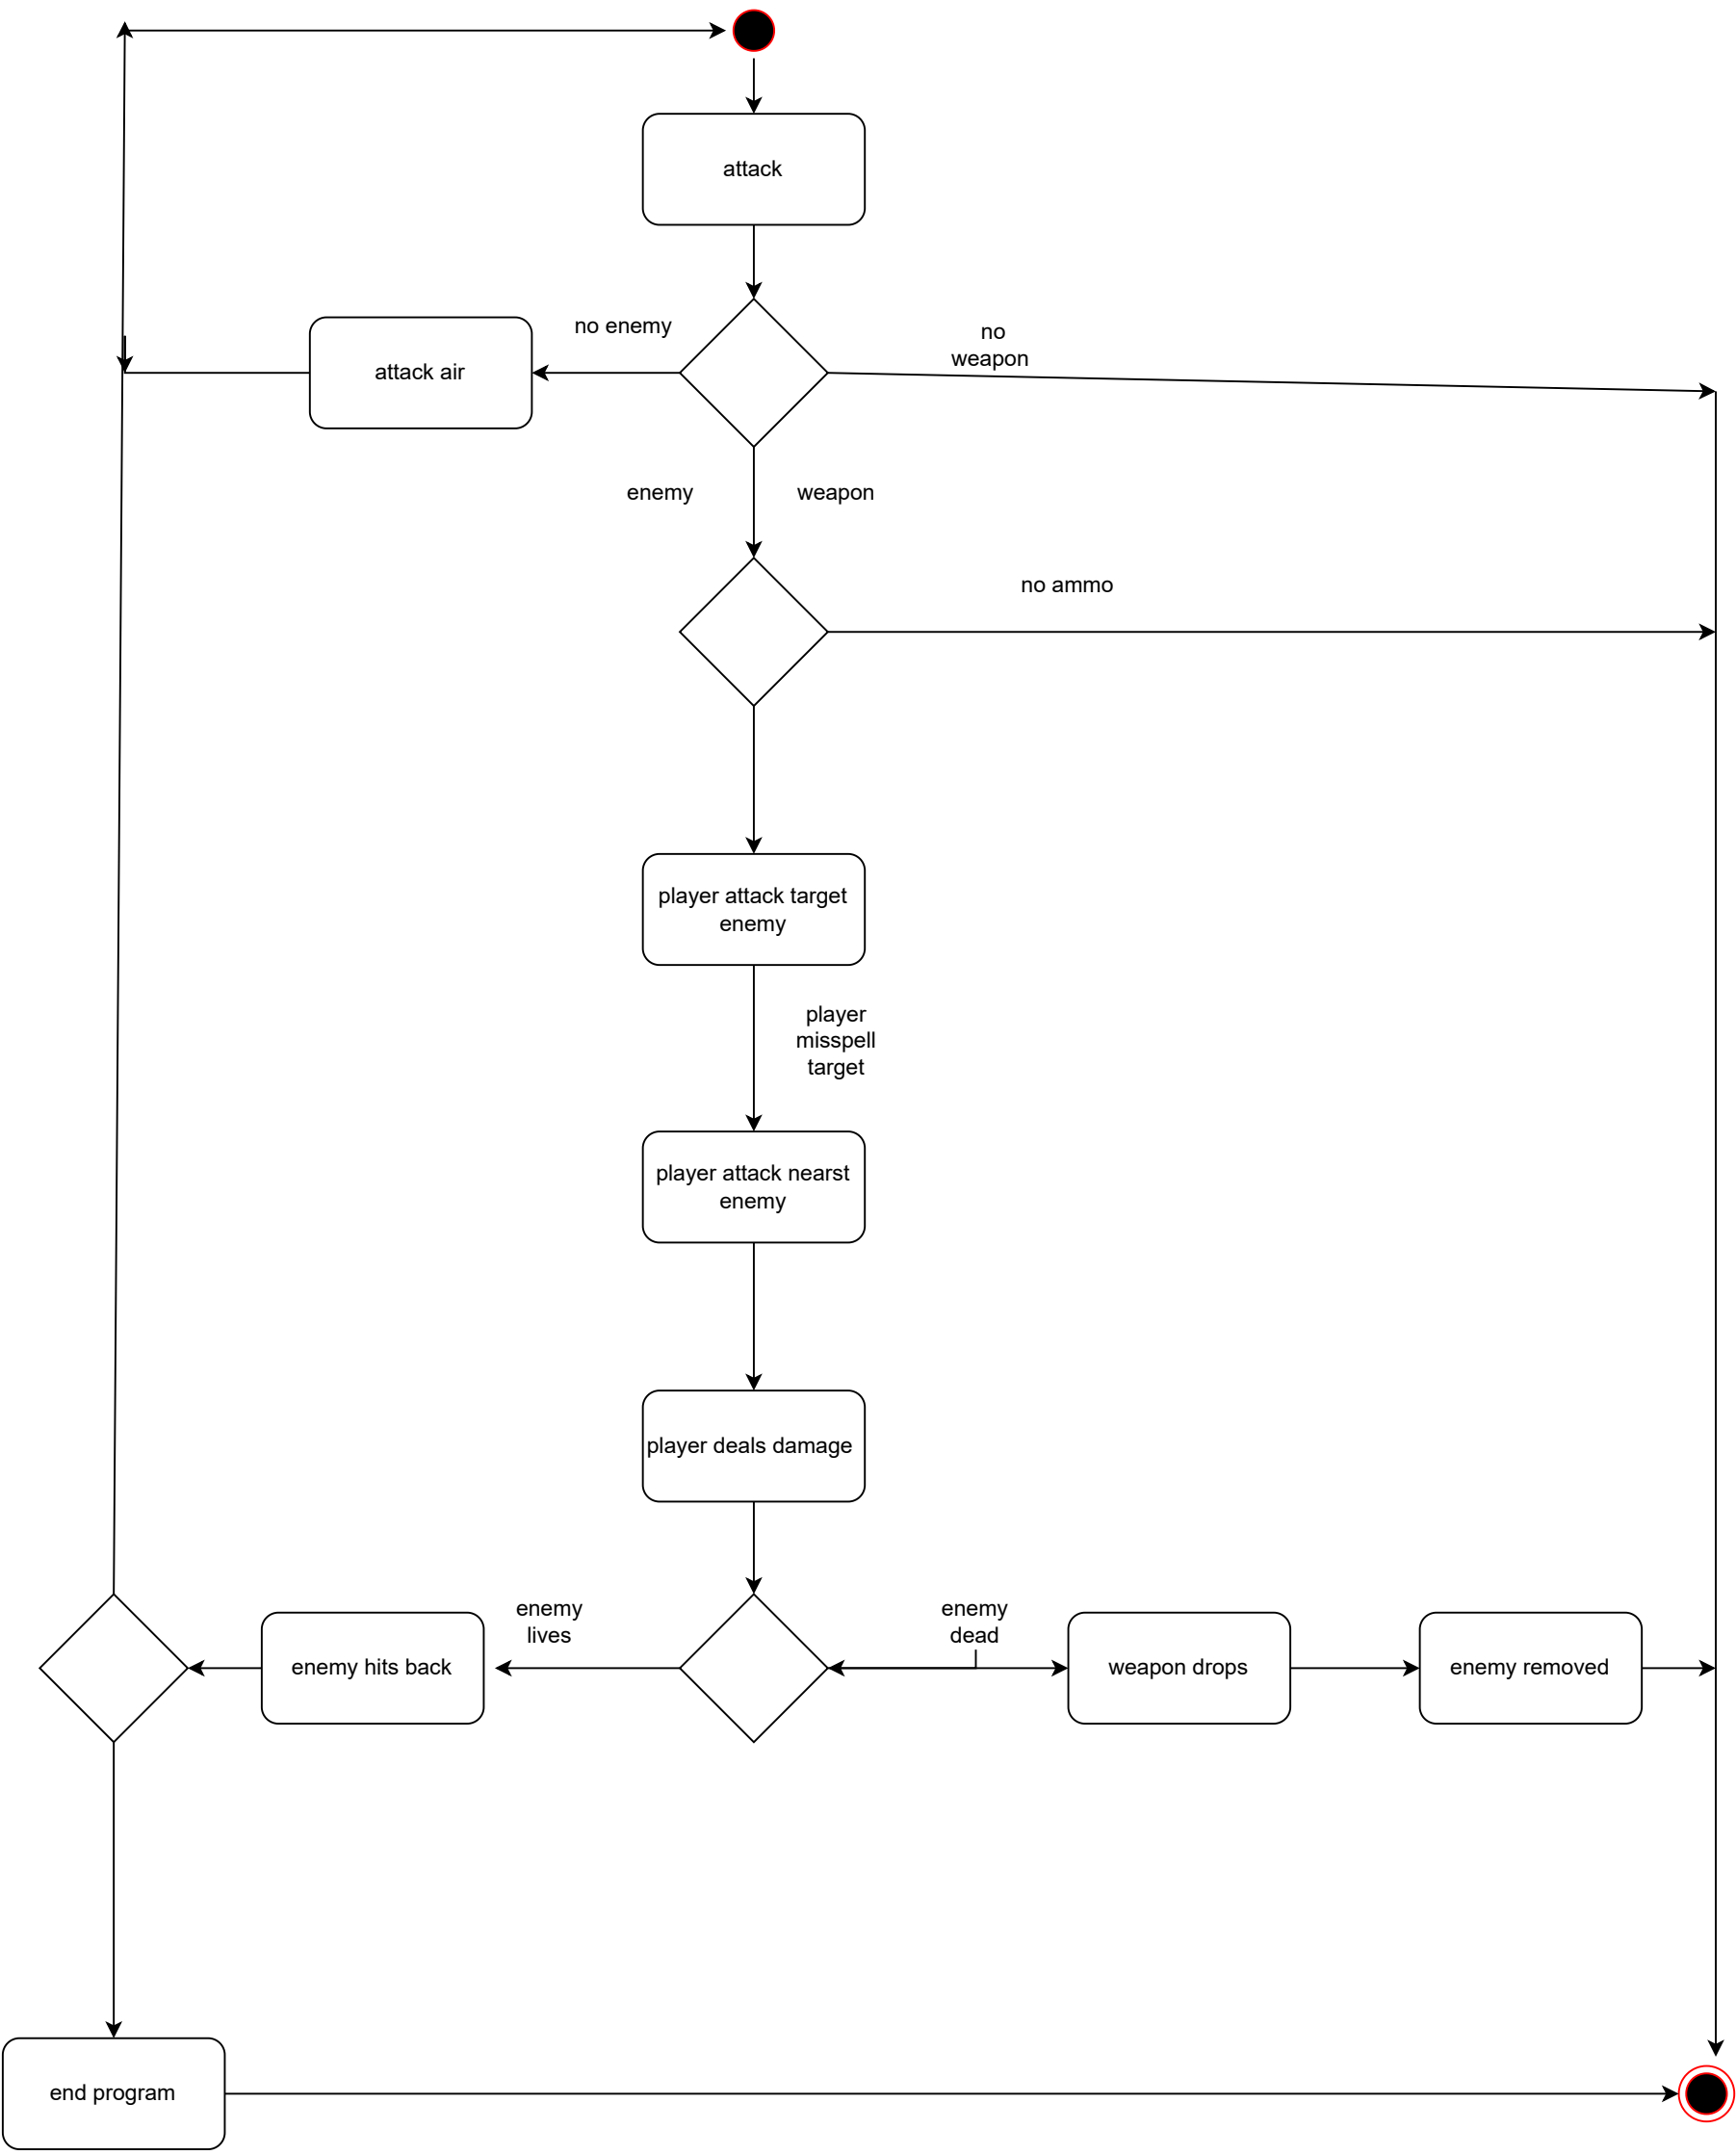 attack
no enemy
no
weapon
attack air
enemy
weapon
no ammo
player attack target
enemy
player
misspell
target
player attack nearst
enemy
player deals damage
enemy
lives
enemy
dead
enemy hits back
weapon drops
enemy removed
end program